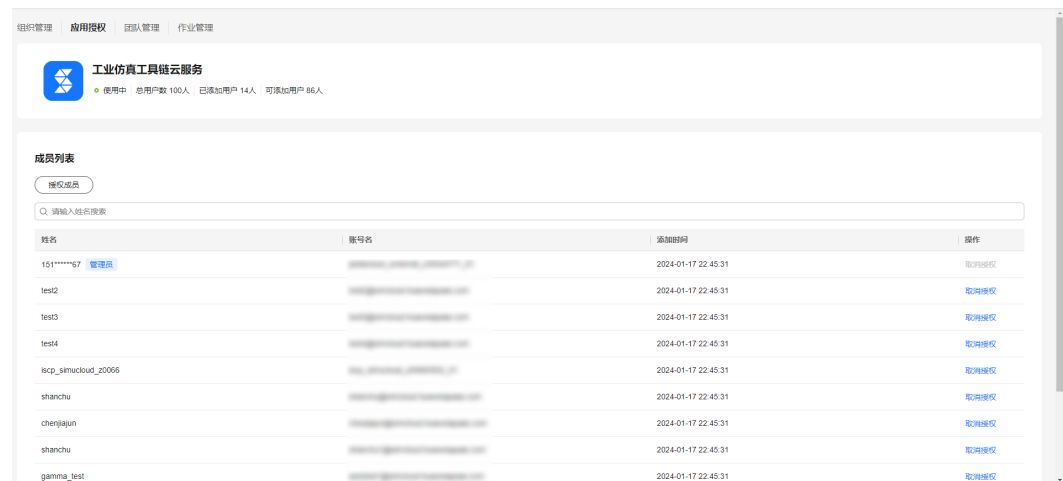 组织管理 应用授权 团队管理 作业管理
工业仿真工具链云服务
使用中 总用户数 100人 已添加用户 14人 可添加用户 86人
成员列表
授权成员
请输入姓名搜索
姓名 账号名 添加时间 操作
151******67 管理员 2024-01-17 22:45:31 取消授权
test2 2024-01-17 22:45:31 取消授权
test3 2024-01-17 22:45:31 取消授权
test4 2024-01-17 22:45:31 取消授权
iscp_simucloud_z0066 2024-01-17 22:45:31 取消授权
shanchu 2024-01-17 22:45:31 取消授权
chenjiajun 2024-01-17 22:45:31 取消授权
shanchu 2024-01-17 22:45:31 取消授权
gamma_test 2024-01-17 22:45:31 取消授权